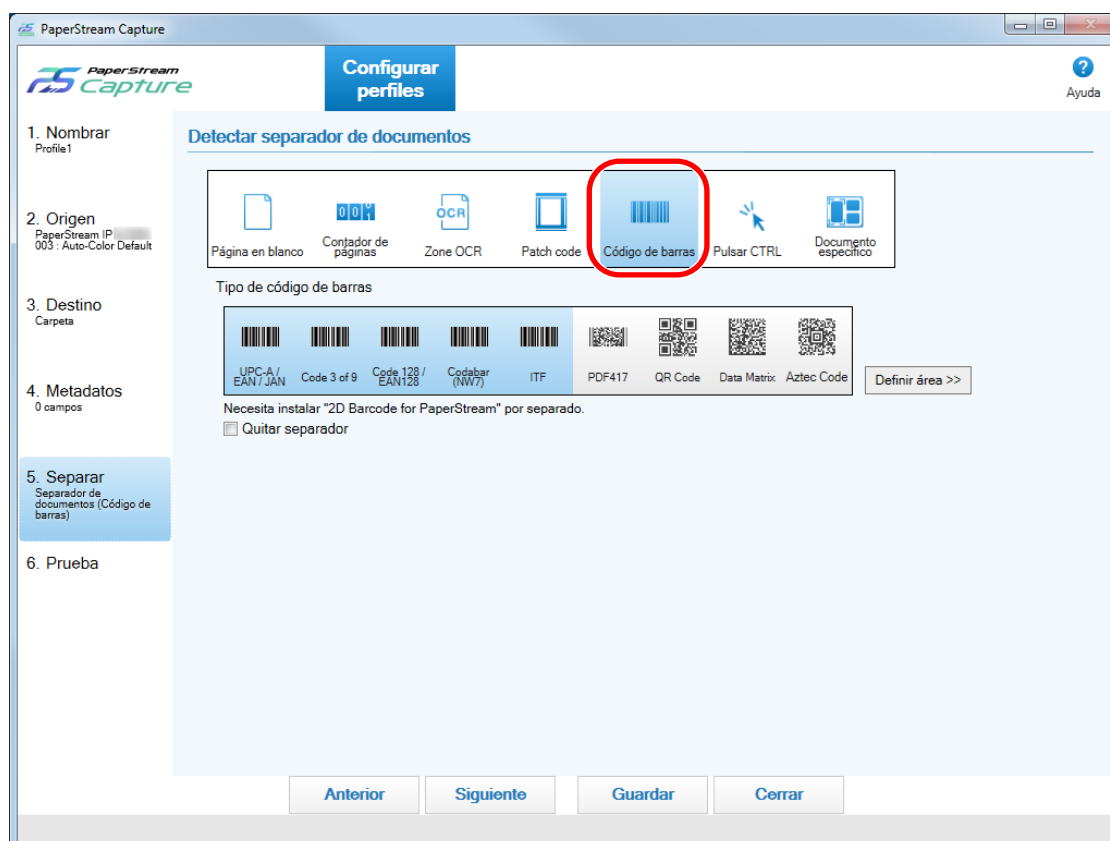 PaperStream Capture
PaperStream
Capture
Configurar
perfiles
Ayuda
1. Nombrar
Profile1
2. Origen
PaperStream IP
003 : Auto-Color Default
3. Destino
Carpeta
4. Metadatos
0 campos
5. Separar
Separador de
documentos (Código de
barras)
6. Prueba
Detectar separador de documentos
Página en blanco
Contador de
páginas
OCR
Zone OCR
Patch code
Código de barras
Pulsar CTRL
Documento
específico
Tipo de código de barras
UPC-A /
EAN / JAN
Code 3 of 9
Code 128 /
EAN128
Codabar
(NW7)
ITF
PDF417
QR Code
Data Matrix
Aztec Code
Definir área >>
Necesita instalar "2D Barcode for PaperStream" por separado.
Quitar separador
Anterior
Siguiente
Guardar
Cerrar